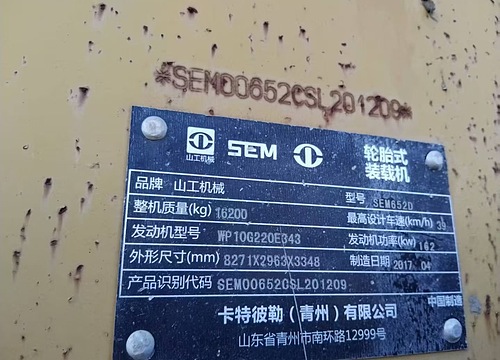 *SEM00652CSL201209*
山工机械 SEM 轮胎式
装载机
品牌 山工机械 型号 SEM652D
整机质量(kg) 16200 最高设计车速(km/h) 39
发动机型号 WP10G220E343 发动机功率(kw) 162
外形尺寸(mm) 8271X2963X3348 制造日期 2017 04
产品识别代码 SEM00652CSL201209
中国制造
卡特彼勒（青州）有限公司
山东省青州市南环路12999号